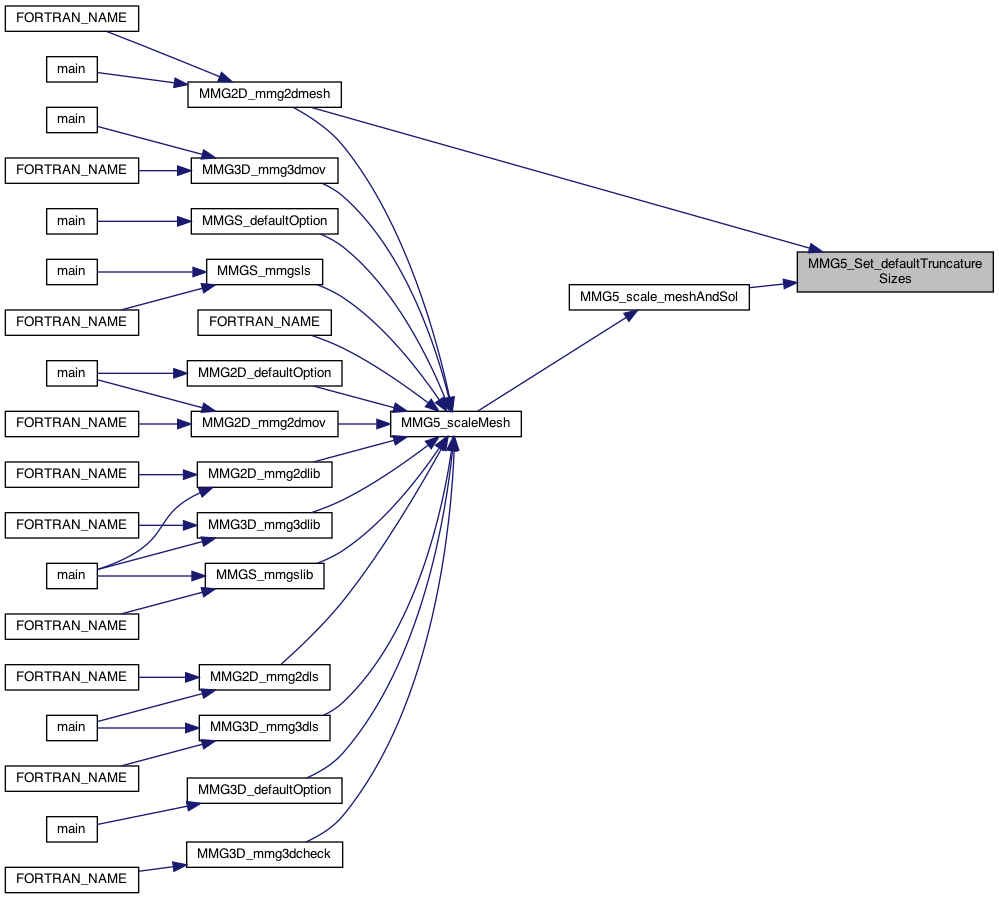 FORTRAN_NAME
main
MMG2D_mmg2dmesh
main
FORTRAN_NAME
MMG3D_mmg3dmov
main
MMGS_defaultOption
main
MMGS_mmgsls
MMG5_Set_defaultTruncature
Sizes
MMG5_scale_meshAndSol
FORTRAN_NAME
FORTRAN_NAME
main
MMG2D_defaultOption
FORTRAN_NAME
MMG2D_mmg2dmov
MMG5_scaleMesh
FORTRAN_NAME
MMG2D_mmg2dlib
FORTRAN_NAME
MMG3D_mmg3dlib
main
MMGS_mmgslib
FORTRAN_NAME
FORTRAN_NAME
MMG2D_mmg2dls
main
MMG3D_mmg3dls
FORTRAN_NAME
MMG3D_defaultOption
main
MMG3D_mmg3dcheck
FORTRAN_NAME